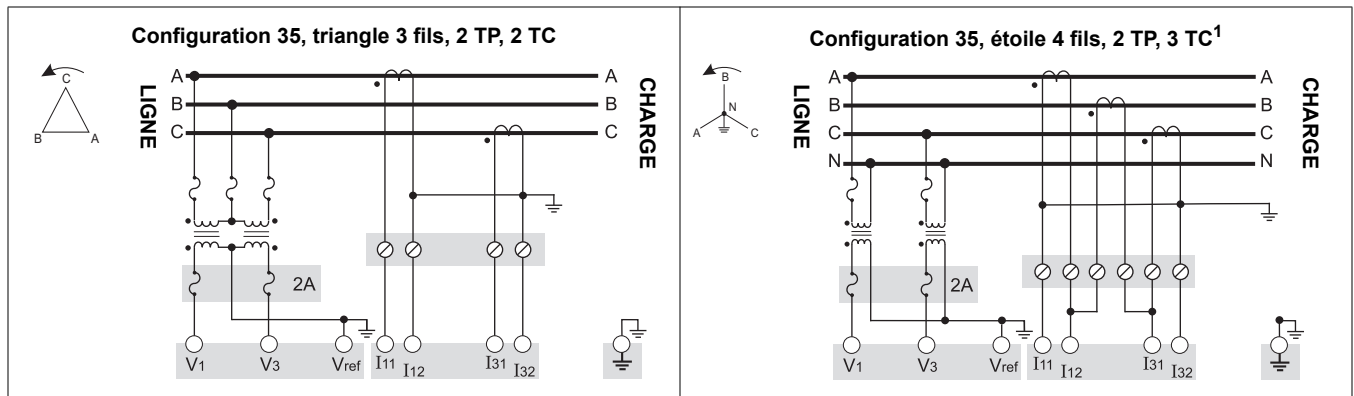 Configuration 35, triangle 3 fils, 2 TP, 2 TC
C
B
A
LIGNE
A
B
C
A
B
C
CHARGE
2A
V1
V3
Vref
I11
I12
I31
I32
Configuration 35, étoile 4 fils, 2 TP, 3 TC1
B
N
A
C
LIGNE
A
B
C
N
A
B
C
N
CHARGE
2A
V1
V3
Vref
I11
I12
I31
I32